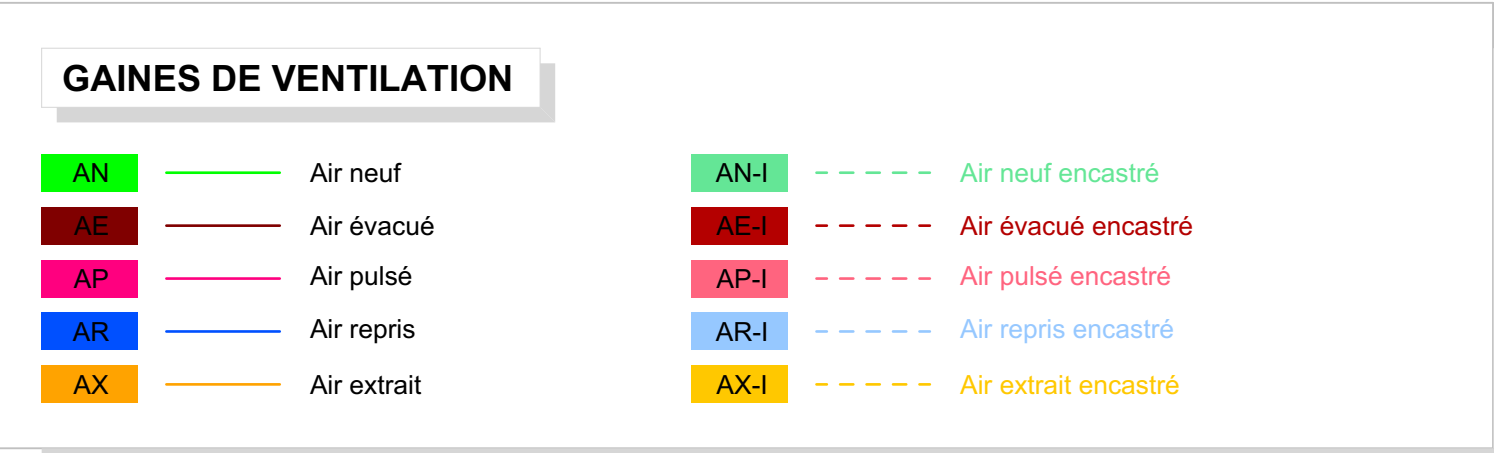 GAINES DE VENTILATION
AN Air neuf AN-I Air neuf encastré
AE Air évacué AE-I Air évacué encastré
AP Air pulsé AP-I Air pulsé encastré
AR Air repris AR-I Air repris encastré
AX Air extrait AX-I Air extrait encastré